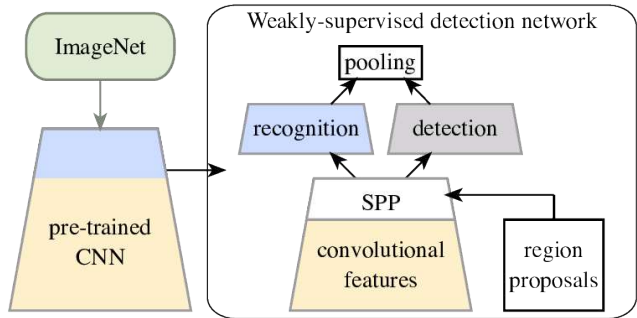 Weakly-supervised detection network
ImageNet
pooling
recognition
detection
SPP
pre-trained
CNN
convolutional
features
region
proposals